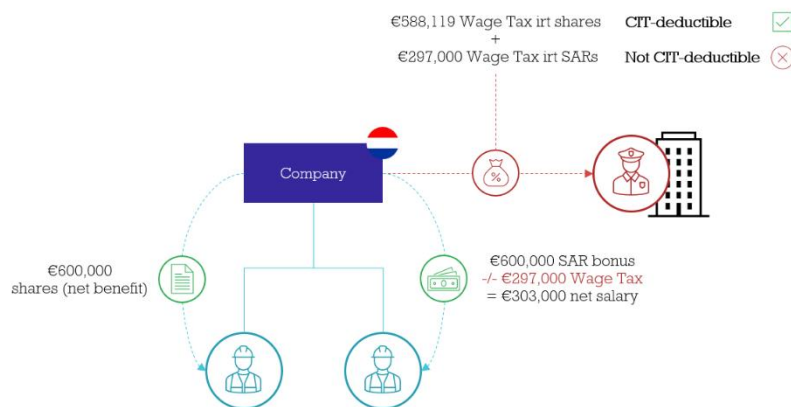 €588,119 Wage Tax irt shares CIT-deductible
+
€297,000 Wage Tax irt SARs Not CIT-deductible
Company
%
€600,000
shares (net benefit)
€600,000 SAR bonus
-/- €297,000 Wage Tax
= €303,000 net salary